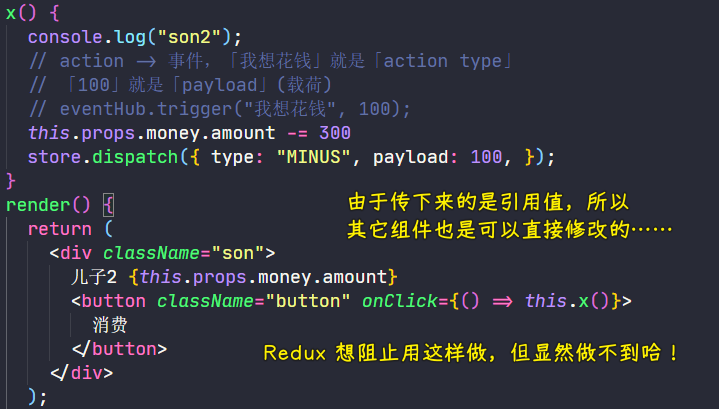 x() {
console.log("son2");
// action -> 事件，「我想花钱」就是「action type」
// 「100」就是「payload」(载荷)
// eventHub.trigger("我想花钱", 100);
this.props.money.amount -= 300
store.dispatch({ type: "MINUS", payload: 100, });
}
render() {
return (
<div className="son">
儿子2 {this.props.money.amount}
<button className="button" onClick={() => this.x()}>
消费
</button>
</div>
);
由于传下来的是引用值，所以
其它组件也是可以直接修改的……
Redux 想阻止用这样做，但显然做不到哈！